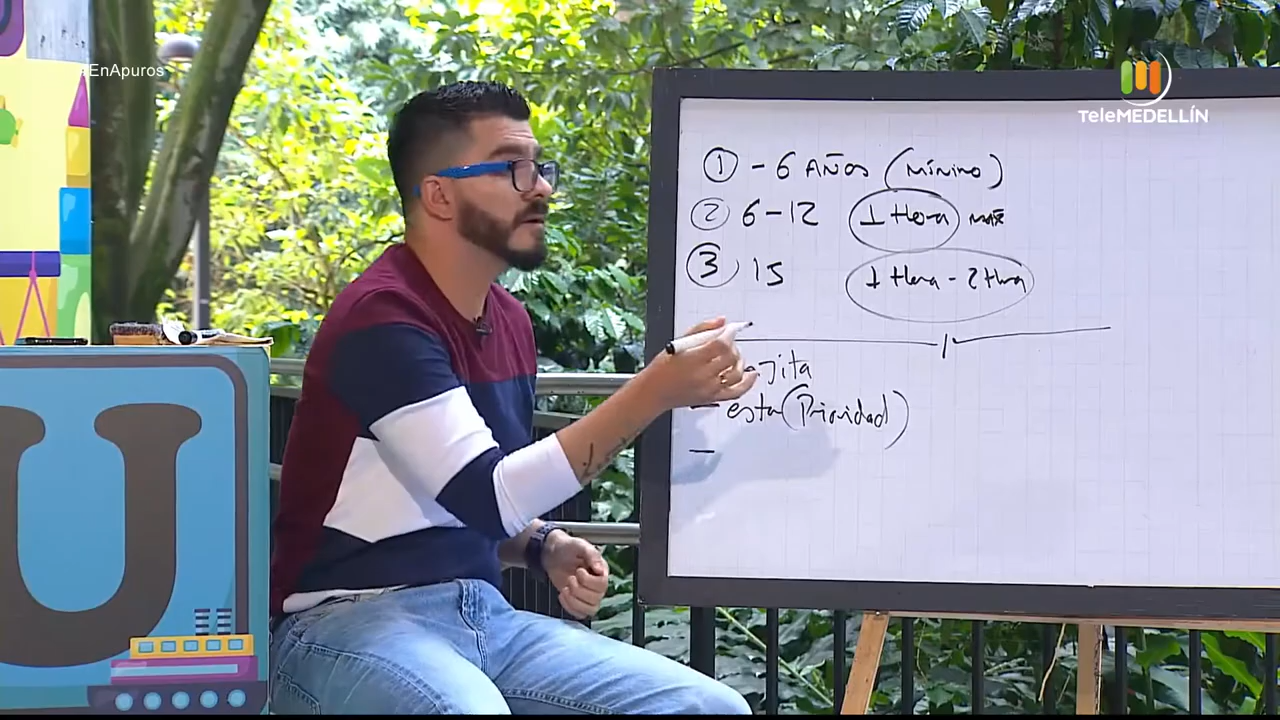 #EnApuros
TeleMEDELLÍN
① - 6 AÑOS (MÍNIMO)
② 6-12 1 Hora MAX
③ 15 1 Hora - 2 Hora
- esta (Prioridad)
-
U